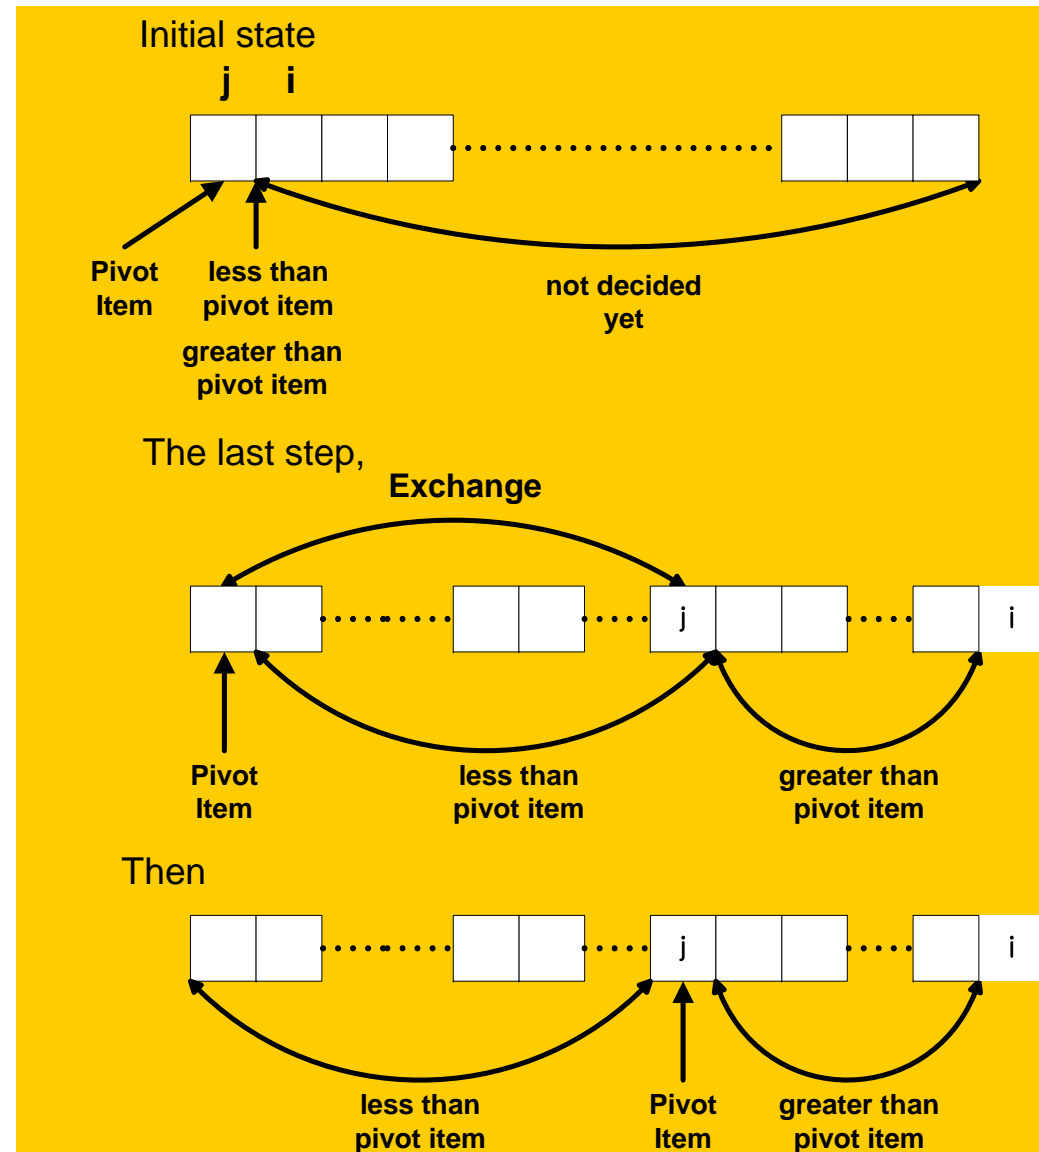 Initial state
j i
Pivot
Item
less than
pivot item
greater than
pivot item
not decided
yet
The last step,
Exchange
j i
Pivot
Item
less than
pivot item
greater than
pivot item
Then
j i
less than
pivot item
Pivot
Item
greater than
pivot item